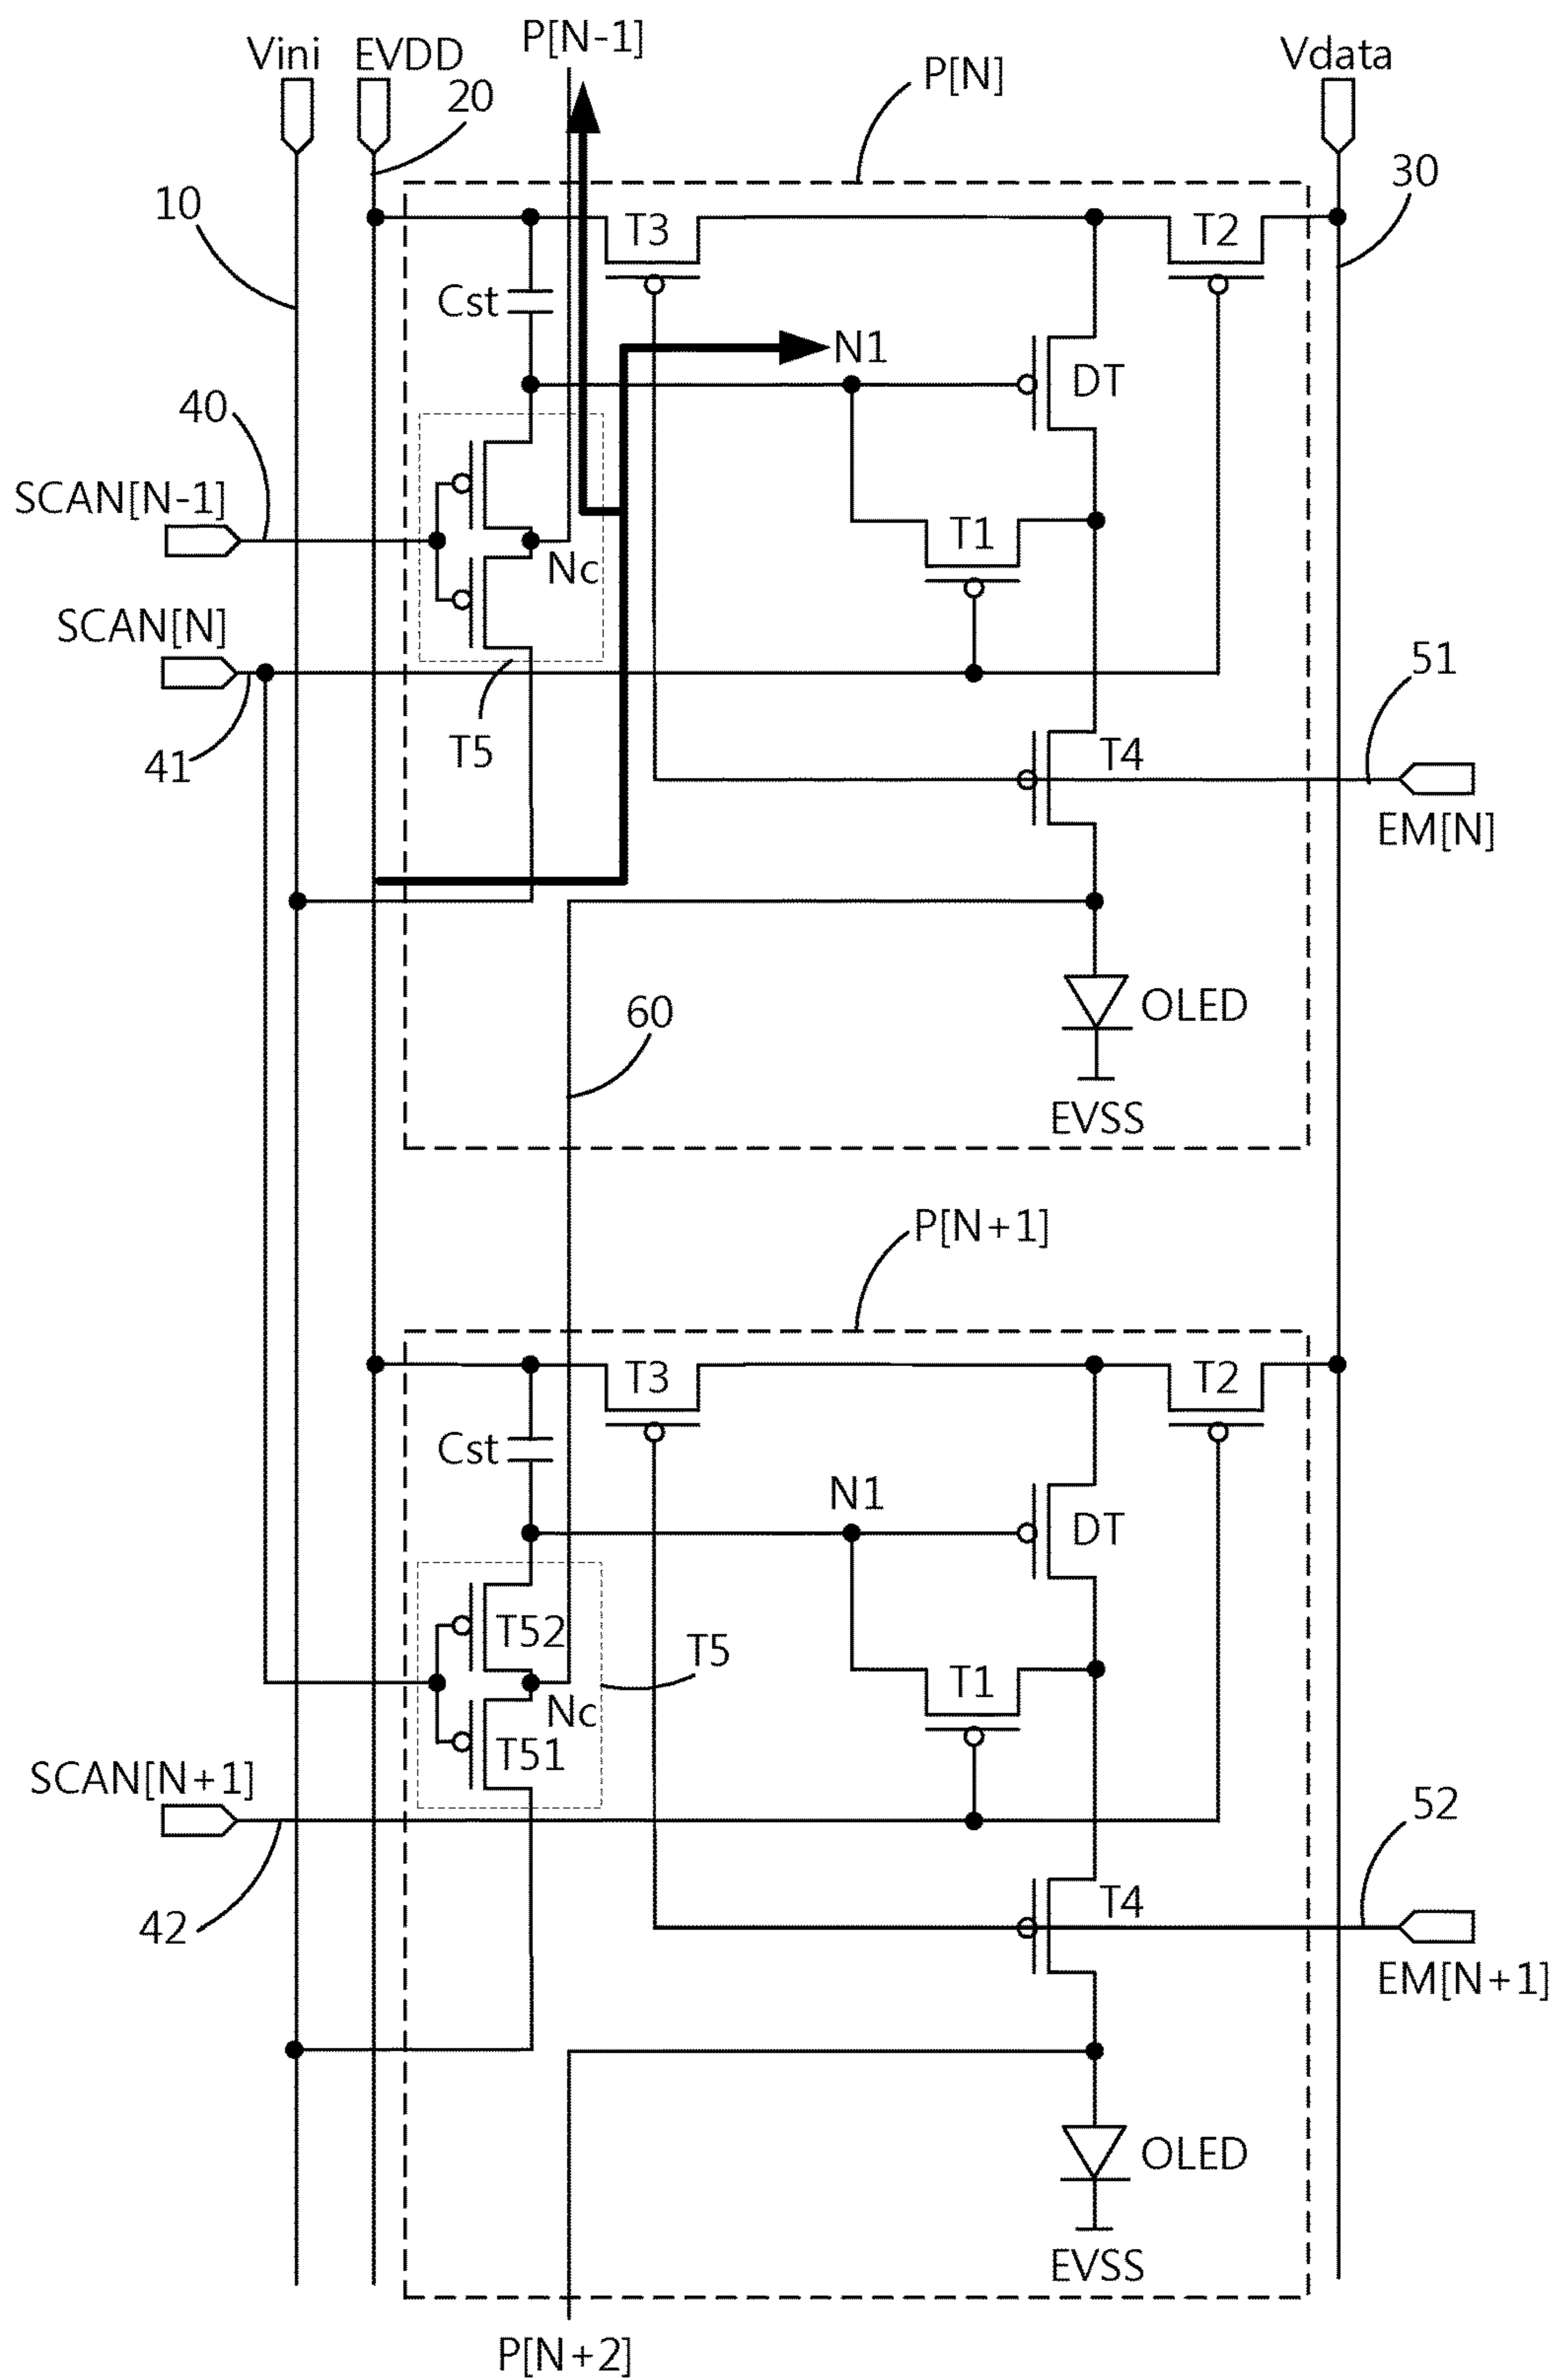 P[N-1]
Vini
EVDD
Vdata
20
P[N]
10
30
T3
T2
Cst
N1
DT
40
SCAN[N-1]
T1
Nc
SCAN[N]
51
T5
T4
41
EM[N]
OLED
60
EVSS
P[N+1]
T3
T2
Cst
N1
DT
T52
T5
T1
Nc
T51
SCAN[N+1]
52
T4
42
EM[N+1]
OLED
EVSS
P[N+2]